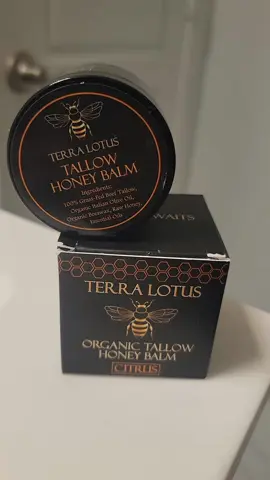 TERRA LOTUS
TALLOW
HONEY BALM
Ingredients:
100% Grass Fed Beef Tallow,
Organic Italian Olive Oil,
Organic Beeswax, Raw Honey,
Essential Oils
WAITS
TERRA LOTUS
ORGANIC TALLOW
HONEY BALM
CITRUS